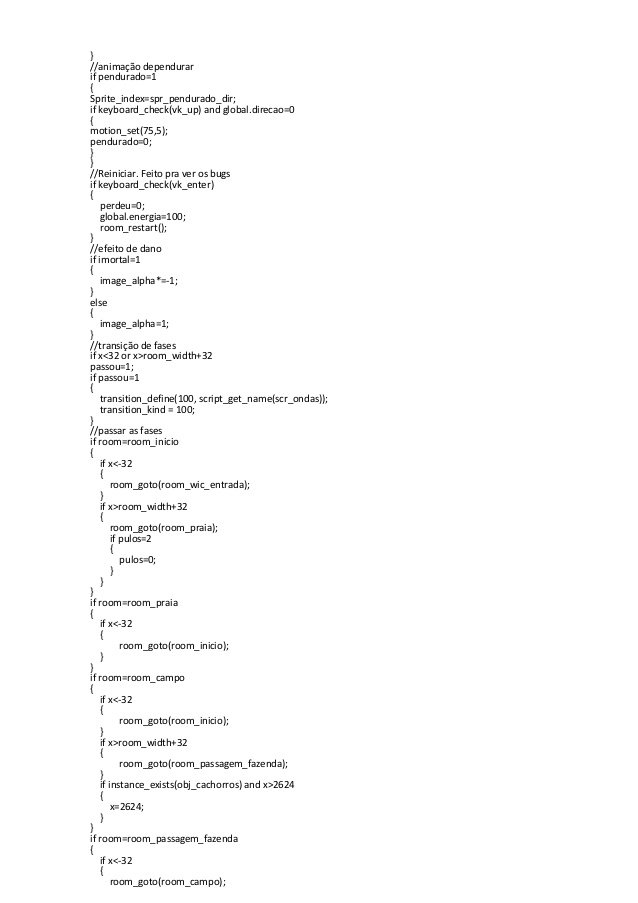 }
//animação dependurar
if pendurado=1
{
Sprite_index=spr_pendurado_dir;
if keyboard_check(vk_up) and global.direcao=0
{
motion_set(75,5);
pendurado=0;
}
}
//Reiniciar. Feito pra ver os bugs
if keyboard_check(vk_enter)
{
perdeu=0;
global.energia=100;
room_restart();
}
//efeito de dano
if imortal=1
{
image_alpha*=-1;
}
else
{
image_alpha=1;
}
//transição de fases
if x<32 or x>room_width+32
passou=1;
if passou=1
{
transition_define(100, script_get_name(scr_ondas));
transition_kind = 100;
}
//passar as fases
if room=room_inicio
{
if x<-32
{
room_goto(room_wic_entrada);
}
if x>room_width+32
{
room_goto(room_praia);
if pulos=2
{
pulos=0;
}
}
}
if room=room_praia
{
if x<-32
{
room_goto(room_inicio);
}
}
if room=room_campo
{
if x<-32
{
room_goto(room_inicio);
}
if x>room_width+32
{
room_goto(room_passagem_fazenda);
}
if instance_exists(obj_cachorros) and x>2624
{
x=2624;
}
}
if room=room_passagem_fazenda
{
if x<-32
{
room_goto(room_campo);